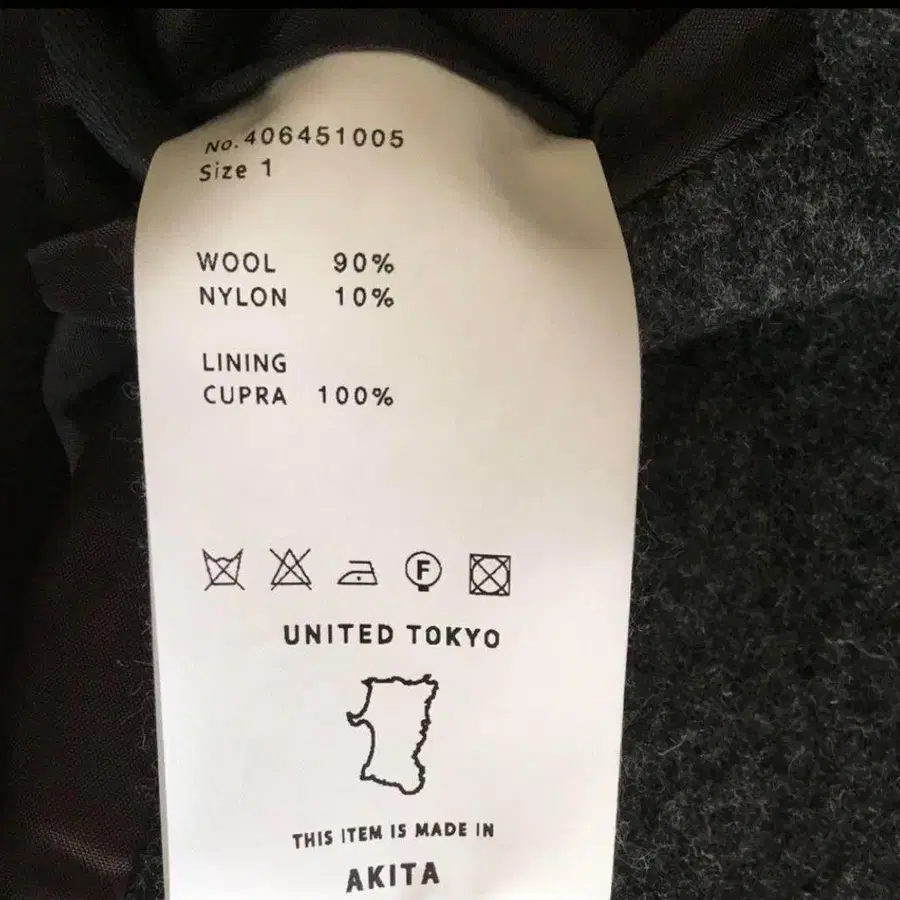 No. 406451005
Size 1
WOOL 90%
NYLON 10%
LINING
CUPRA 100%
F
UNITED TOKYO
THIS ITEM IS MADE IN
AKITA